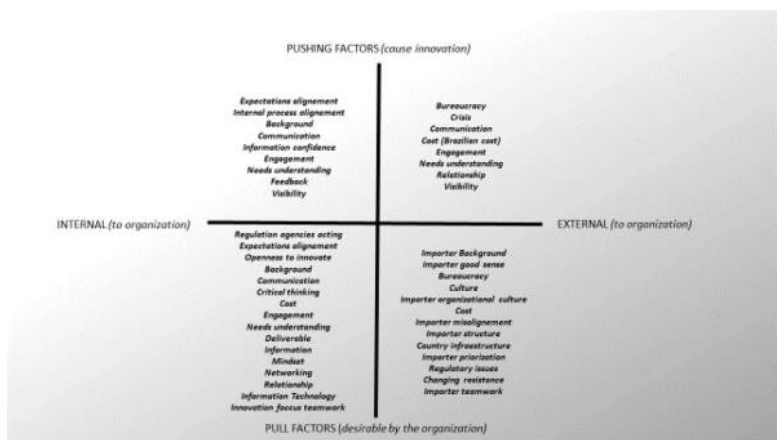 PUSHING FACTORS (cause innovation)
Expectations alignement
Internal process alignement
Background
Communication
Information confidence
Engagement
Needs understanding
Feedback
Visibility
Bureaucracy
Crisis
Communication
Cost (Brazilian cost)
Engagement
Needs understanding
Relationship
Visibility
INTERNAL (to organization)
EXTERNAL (to organization)
Regulation agencies acting
Expectations alignement
Openness to innovate
Background
Communication
Critical thinking
Cost
Engagement
Needs understanding
Deliverable
Information
Mindset
Networking
Relationship
Information Technology
Innovation foccus teamwork
Importer Background
Importer good sense
Bureaucracy
Culture
Importer organizational culture
Cost
Importer misalignement
Importer structure
Country infraestructure
Importer priorization
Regulatory issues
Changing resistance
Importer teamwork
PULL FACTORS (desirable by the organization)